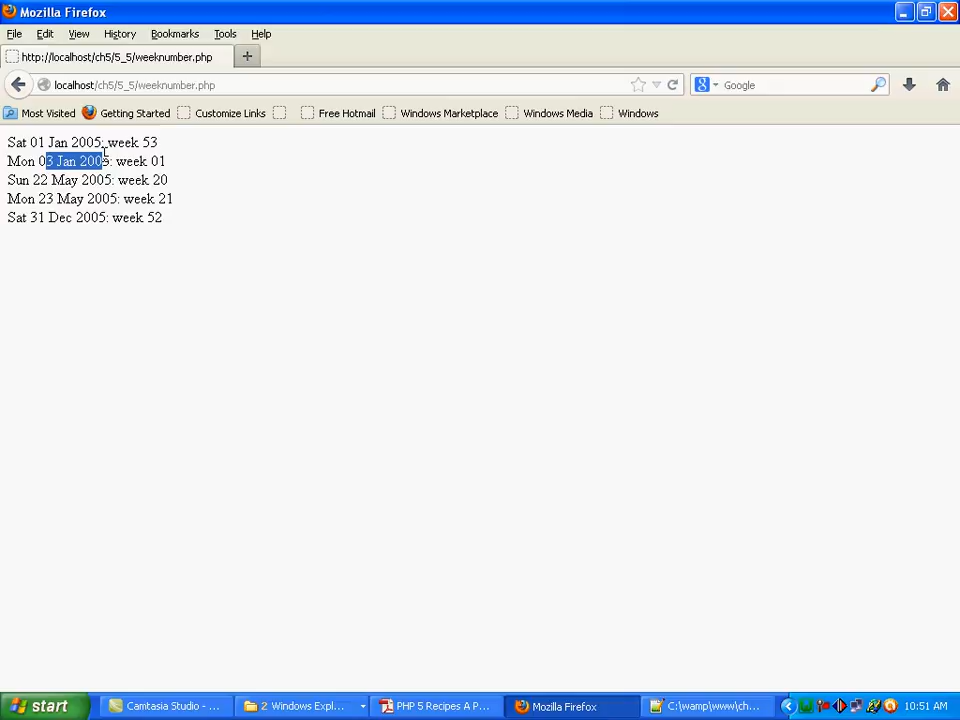 Mozilla Firefox
File Edit View History Bookmarks Tools Help
http://localhost/ch5/5_5/weeknumber.php
localhost/ch5/5_5/weeknumber.php Google
Most Visited Getting Started Customize Links Free Hotmail Windows Marketplace Windows Media Windows
Sat 01 Jan 2005: week 53
Mon 03 Jan 2005: week 01
Sun 22 May 2005: week 20
Mon 23 May 2005: week 21
Sat 31 Dec 2005: week 52
start Camtasia Studio - ... 2 Windows Expl... PHP 5 Recipes A P... Mozilla Firefox C:\wamp\www\ch... 10:51 AM